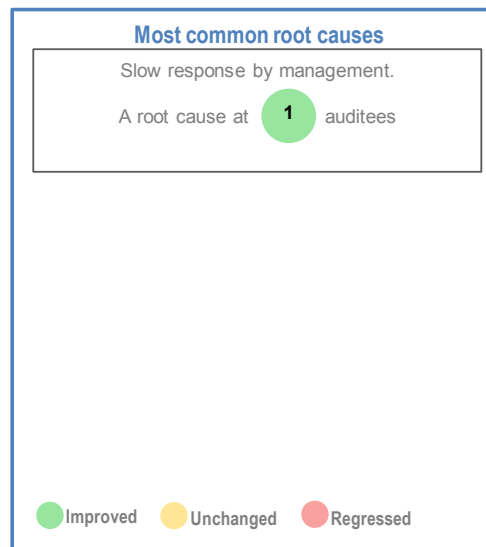 Most common root causes
Slow response by management.
A root cause at 1 auditees
Improved Unchanged Regressed